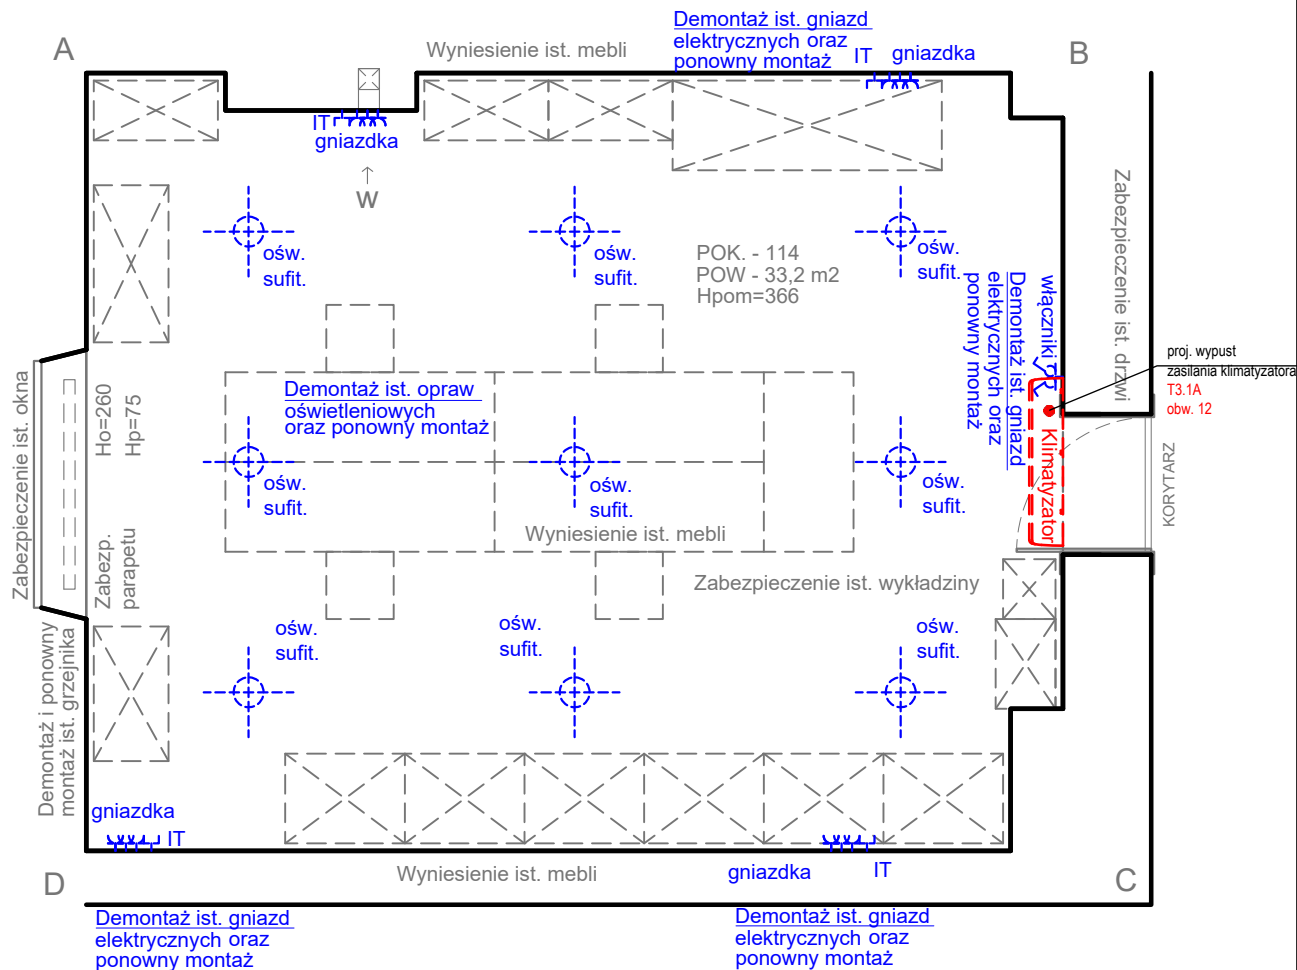 A
Wyniesienie ist. mebli
Demontaż ist. gniazd
elektrycznych oraz
ponowny montaż
IT
gniazdka
B
IT
gniazdka
W
ośw.
sufit.
ośw.
sufit.
ośw.
sufit.
POK. - 114
POW - 33,2 m2
Hpom=366
włączniki
Demontaż ist. gniazd
elektrycznych oraz
ponowny montaż
Zabezpieczenie ist. drzwi
proj. wypust
zasilania klimatyzatora
T3.1A
obw. 12
Klimatyzator
KORYTARZ
Zabezpieczenie ist. okna
Ho=260
Hp=75
Zabezp.
parapetu
Demontaż ist. opraw
oświetleniowych
oraz ponowny montaż
ośw.
sufit.
ośw.
sufit.
Wyniesienie ist. mebli
Zabezpieczenie ist. wykładziny
ośw.
sufit.
ośw.
sufit.
ośw.
sufit.
Demontaż i ponowny
montaż ist. grzejnika
gniazdka
IT
Wyniesienie ist. mebli
gniazdka
IT
D
C
Demontaż ist. gniazd
elektrycznych oraz
ponowny montaż
Demontaż ist. gniazd
elektrycznych oraz
ponowny montaż